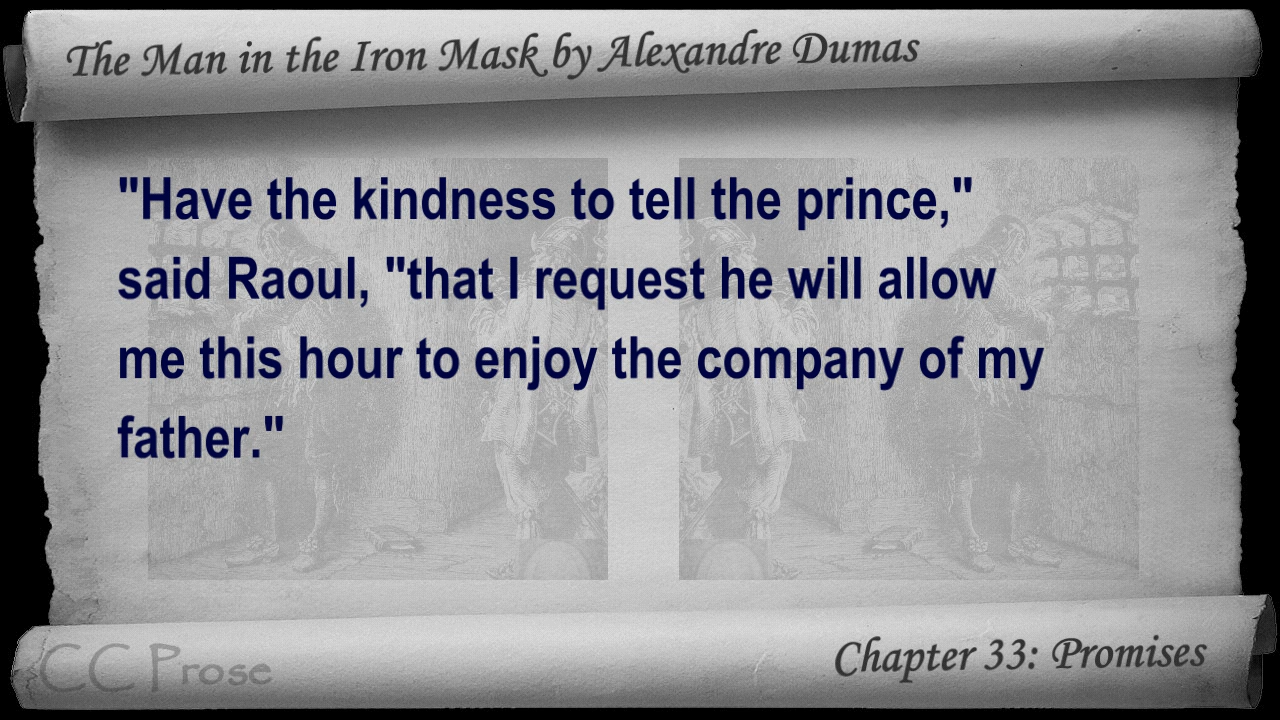 The Man in the Iron Mask by Alexandre Dumas
"Have the kindness to tell the prince,"
said Raoul, "that I request he will allow
me this hour to enjoy the company of my
father."
CC Prose
Chapter 33: Promises